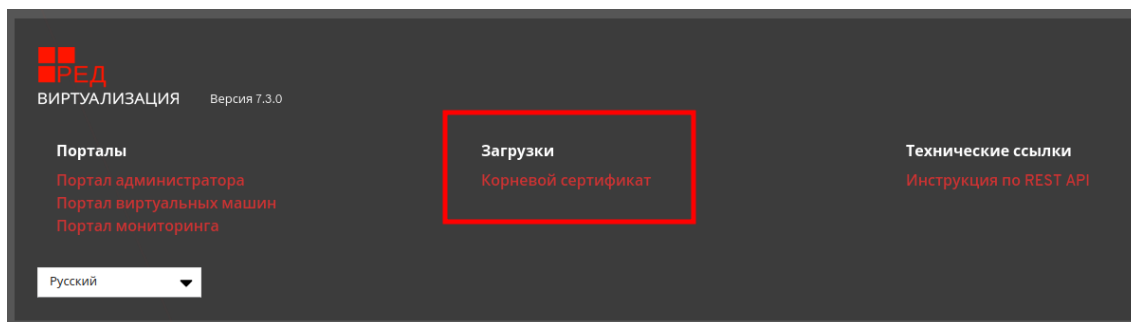 РЕД
ВИРТУАЛИЗАЦИЯ Версия 7.3.0
Порталы
Портал администратора
Портал виртуальных машин
Портал мониторинга
Загрузки
Корневой сертификат
Технические ссылки
Инструкция по REST API
Русский